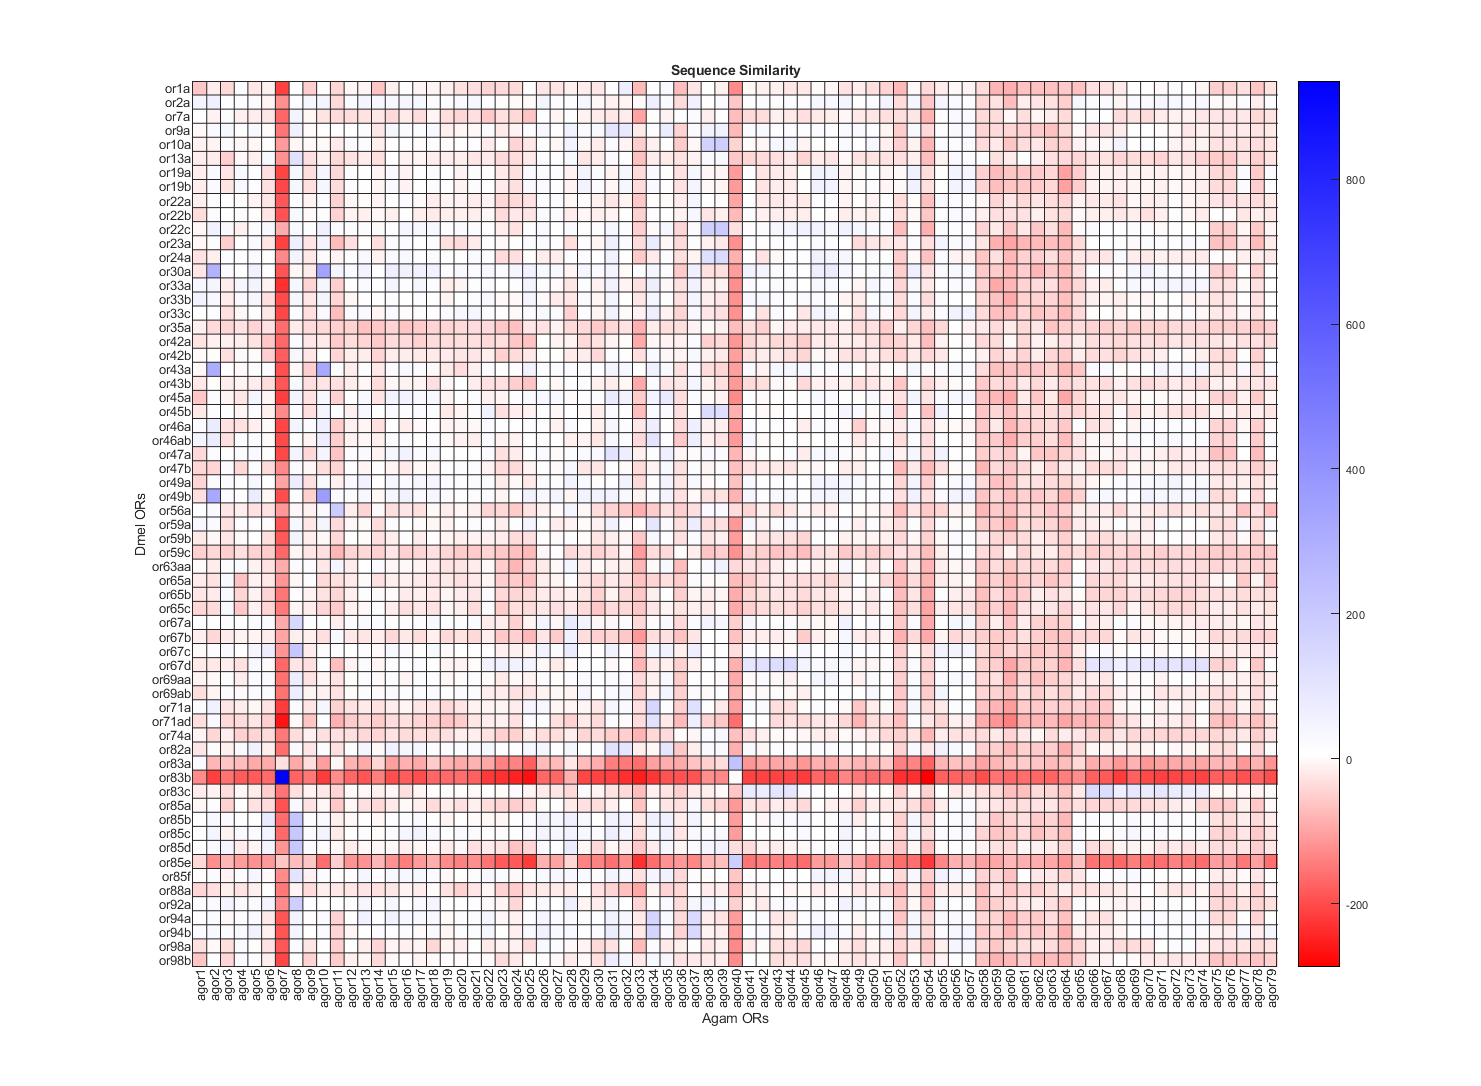 Sequence Similarity
or1a
or2a
or7a
or9a
or10a
or13a
or19a
or19b
or22a
or22b
or22c
or23a
or24a
or30a
or33a
or33b
or33c
or35a
or42a
or42b
or43a
or43b
or45a
or45b
or46a
or46ab
or47a
or47b
or49a
or49b
or56a
or59a
or59b
or59c
or63aa
or65a
or65b
or65c
or67a
or67b
or67c
or67d
or69aa
or69ab
or71a
or71ad
or74a
or82a
or83a
or83b
or83c
or85a
or85b
or85c
or85d
or85e
or85f
or88a
or92a
or94a
or94b
or98a
or98b
Dmel ORs
agor1
agor2
agor3
agor4
agor5
agor6
agor7
agor8
agor9
agor10
agor11
agor12
agor13
agor14
agor15
agor16
agor17
agor18
agor19
agor20
agor21
agor22
agor23
agor24
agor25
agor26
agor27
agor28
agor29
agor30
agor31
agor32
agor33
agor34
agor35
agor36
agor37
agor38
agor39
agor40
agor41
agor42
agor43
agor44
agor45
agor46
agor47
agor48
agor49
agor50
agor51
agor52
agor53
agor54
agor55
agor56
agor57
agor58
agor59
agor60
agor61
agor62
agor63
agor64
agor65
agor66
agor67
agor68
agor69
agor70
agor71
agor72
agor73
agor74
agor75
agor76
agor77
agor78
agor79
Agam ORs
800
600
400
200
0
-200